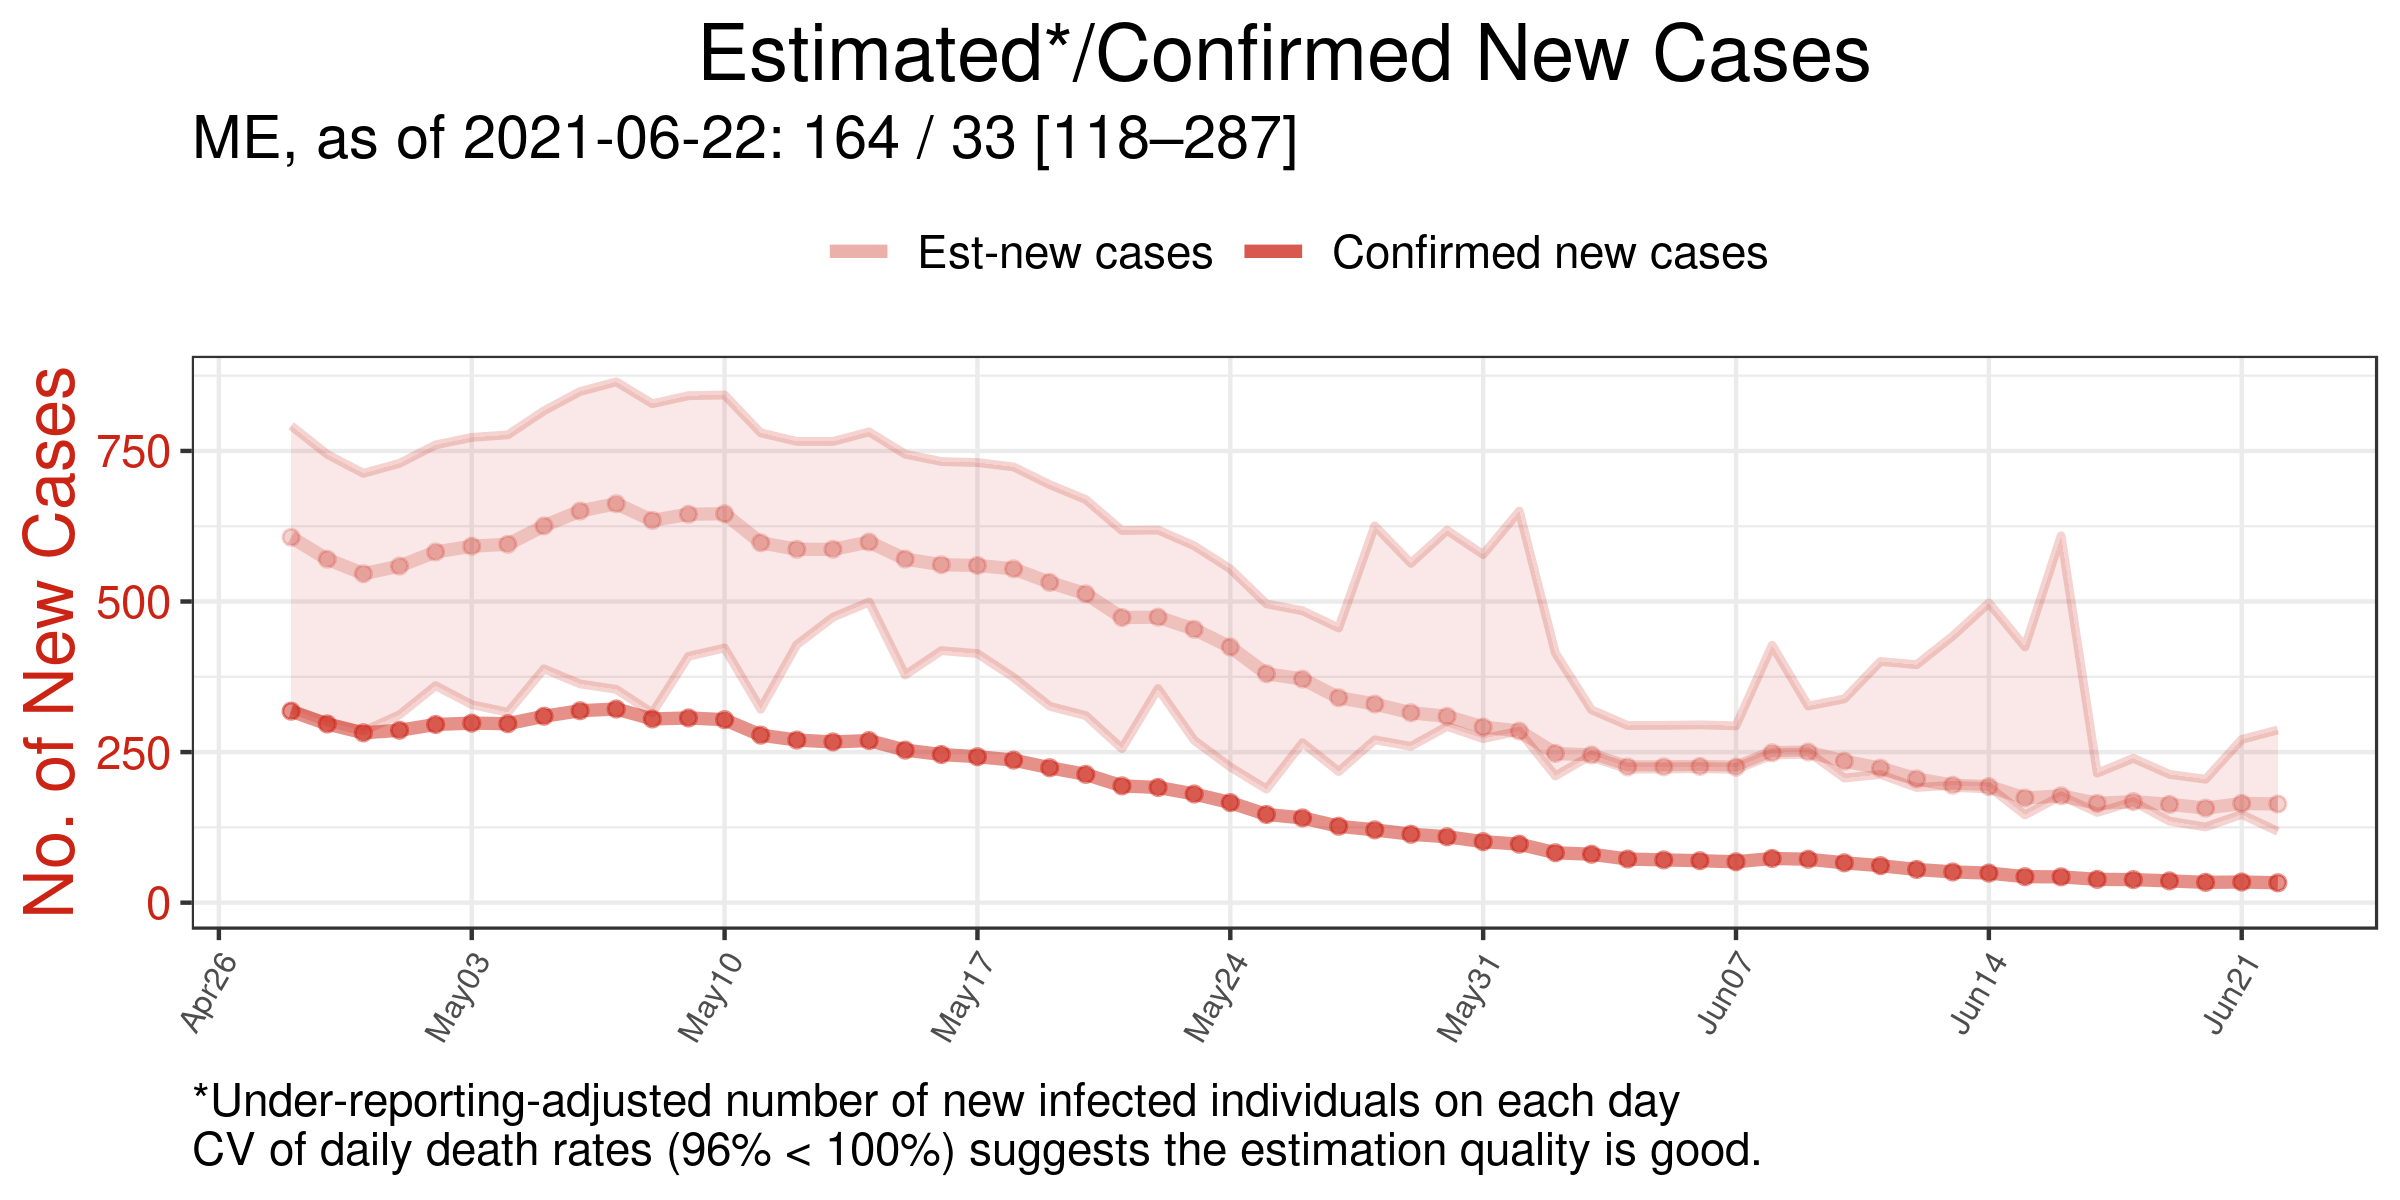 Estimated*/Confirmed New Cases
ME, as of 2021-06-22: 164 / 33 [118–287]
Est-new cases Confirmed new cases
No. of New Cases
750
500
250
0
Apr26 May03 May10 May17 May24 May31 Jun07 Jun14 Jun21
*Under-reporting-adjusted number of new infected individuals on each day
CV of daily death rates (96% < 100%) suggests the estimation quality is good.